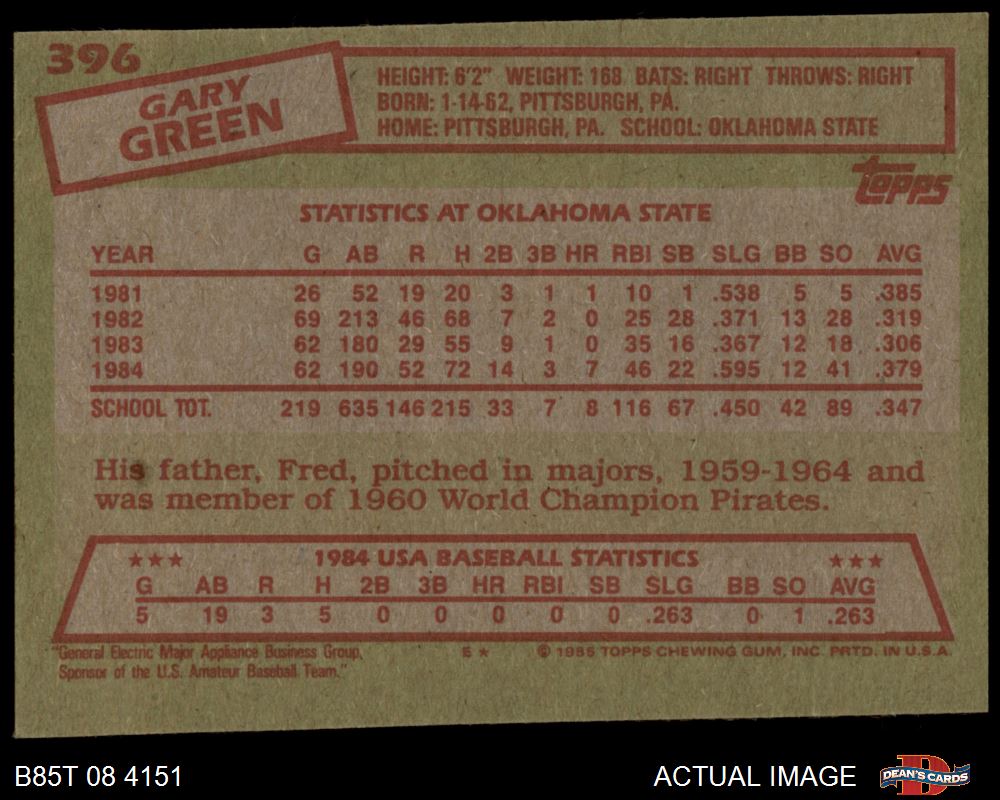 396
GARY
GREEN
HEIGHT: 6'2" WEIGHT: 168 BATS: RIGHT THROWS: RIGHT
BORN: 1-14-62, PITTSBURGH, PA.
HOME: PITTSBURGH, PA. SCHOOL: OKLAHOMA STATE
topps
STATISTICS AT OKLAHOMA STATE
YEAR G AB R H 2B 3B HR RBI SB SLG BB SO AVG
1981 26 52 19 20 3 1 1 10 1 .538 5 5 .385
1982 69 213 46 68 7 2 0 25 28 .371 13 28 .319
1983 62 180 29 55 9 1 0 35 16 .367 12 18 .306
1984 62 190 52 72 14 3 7 46 22 .595 12 41 .379
SCHOOL TOT. 219 635 146 215 33 7 8 116 67 .450 42 89 .347
His father, Fred, pitched in majors, 1959-1964 and
was member of 1960 World Champion Pirates.
★★★ 1984 USA BASEBALL STATISTICS ★★★
G AB R H 2B 3B HR RBI SB SLG BB SO AVG
5 19 3 5 0 0 0 0 0 .263 0 1 .263
"General Electric Major Appliance Business Group,
Sponsor of the U.S. Amateur Baseball Team."
E ★ © 1985 TOPPS CHEWING GUM, INC. PRTD. IN U.S.A.
B85T 08 4151 ACTUAL IMAGE
DEAN'S CARDS